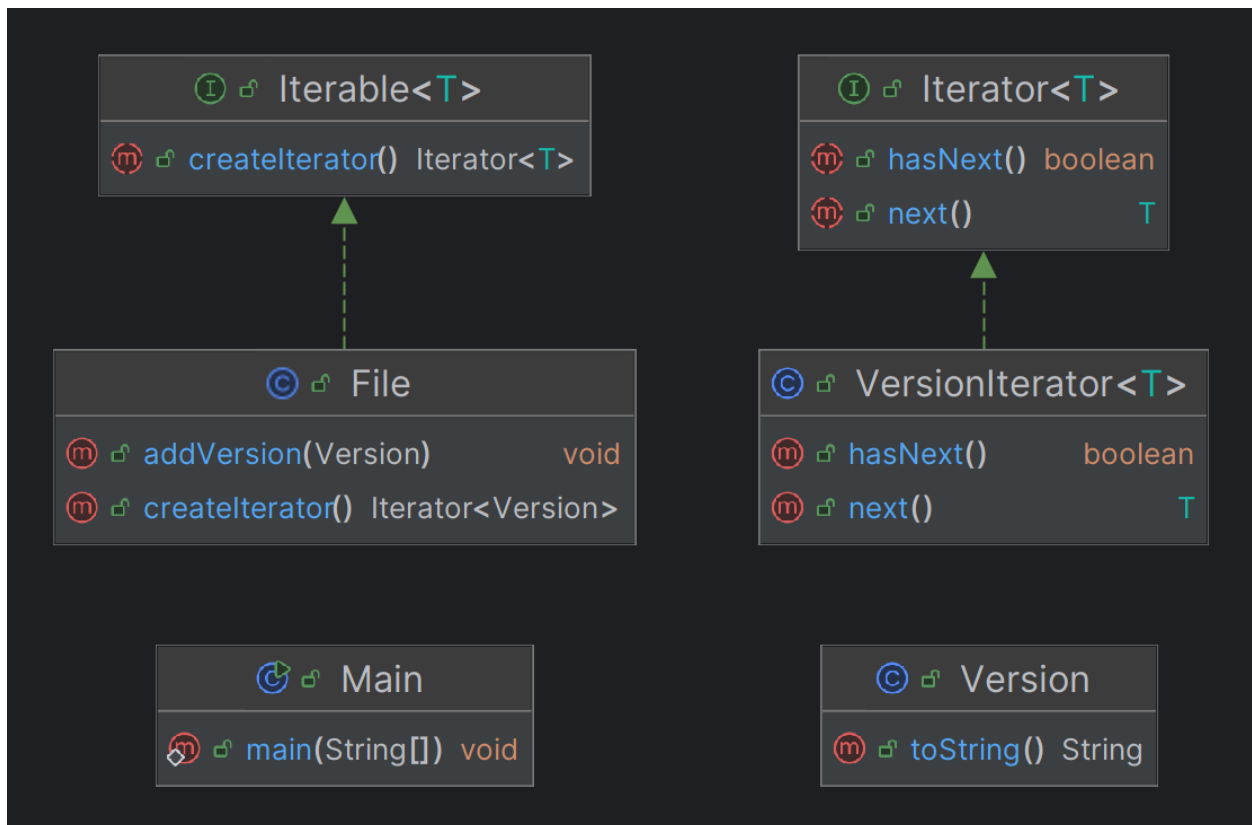 Iterable<T>
createIterator() Iterator<T>
Iterator<T>
hasNext() boolean
next() T
File
addVersion(Version) void
createIterator() Iterator<Version>
VersionIterator<T>
hasNext() boolean
next() T
Main
main(String[]) void
Version
toString() String